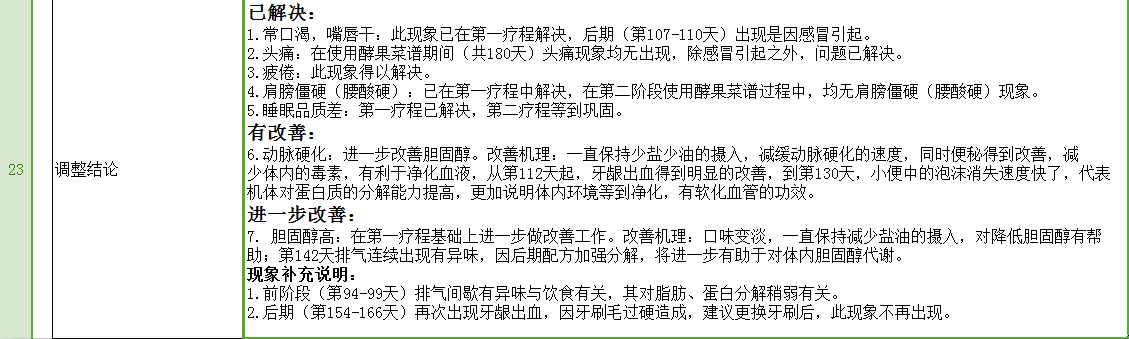 已解决：
1.常口渴，嘴唇干：此现象已在第一疗程解决，后期（第107-110天）出现是因感冒引起。
2.头痛：在使用酵果菜谱期间（共180天）头痛现象均无出现，除感冒引起之外，问题已解决。
3.疲倦：此现象得以解决。
4.肩膀僵硬（腰酸硬）：已在第一疗程中解决，在第二阶段使用酵果菜谱过程中，均无肩膀僵硬（腰酸硬）现象。
5.睡眠品质差：第一疗程已解决，第二疗程等到巩固。
有改善：
6.动脉硬化：进一步改善胆固醇。改善机理：一直保持少盐少油的摄入，减缓动脉硬化的速度，同时便秘得到改善，减
23
调整结论
少体内的毒素，有利于净化血液，从第112天起，牙龈出血得到明显的改善，到第130天，小便中的泡沫消失速度快了，代表
机体对蛋白质的分解能力提高，更加说明体内环境等到净化，有软化血管的功效。
进一步改善：
7. 胆固醇高：在第一疗程基础上进一步做改善工作。改善机理：口味变淡，一直保持减少盐油的摄入，对降低胆固醇有帮
助；第142天排气连续出现有异味，因后期配方加强分解，将进一步有助于对体内胆固醇代谢。
现象补充说明：
1.前阶段（第94-99天）排气间歇有异味与饮食有关，其对脂肪、蛋白分解稍弱有关。
2.后期（第154-166天）再次出现牙龈出血，因牙刷毛过硬造成，建议更换牙刷后，此现象不再出现。